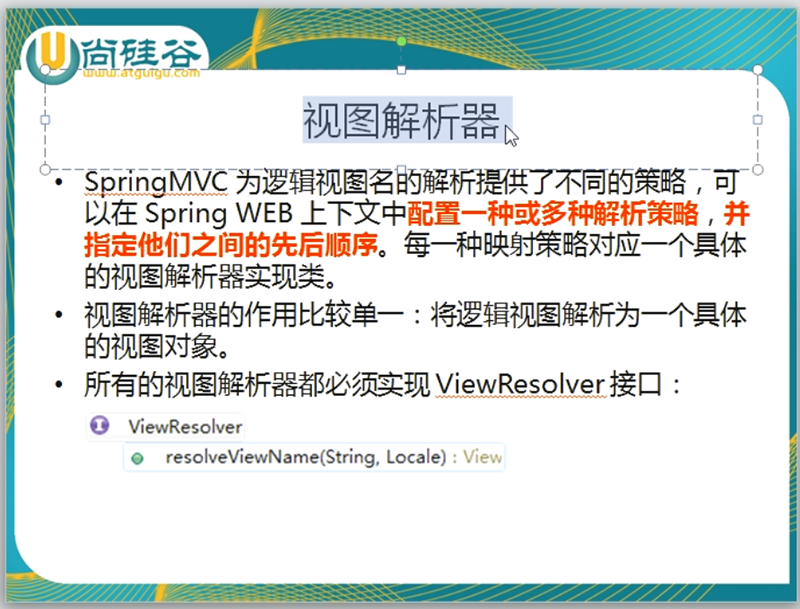 尚硅谷
www.atguigu.com
视图解析器
• SpringMVC 为逻辑视图名的解析提供了不同的策略，可
以在 Spring WEB 上下文中配置一种或多种解析策略，并
指定他们之间的先后顺序。每一种映射策略对应一个具体
的视图解析器实现类。
• 视图解析器的作用比较单一：将逻辑视图解析为一个具体
的视图对象。
• 所有的视图解析器都必须实现 ViewResolver 接口：
ViewResolver
resolveViewName(String, Locale) : View